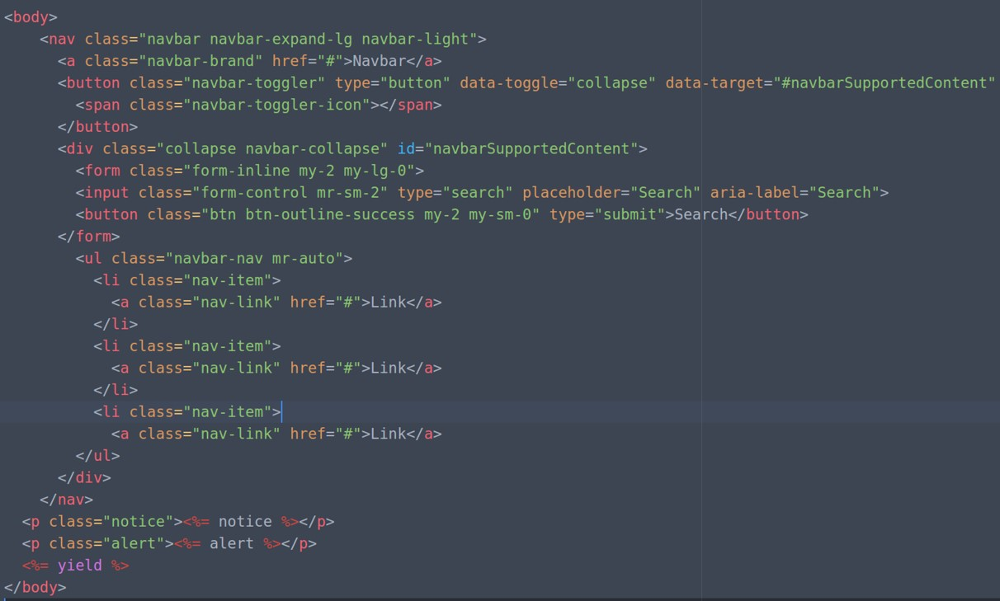 <body>
    <nav class="navbar navbar-expand-lg navbar-light">
      <a class="navbar-brand" href="#">Navbar</a>
      <button class="navbar-toggler" type="button" data-toggle="collapse" data-target="#navbarSupportedContent"
        <span class="navbar-toggler-icon"></span>
      </button>
      <div class="collapse navbar-collapse" id="navbarSupportedContent">
        <form class="form-inline my-2 my-lg-0">
        <input class="form-control mr-sm-2" type="search" placeholder="Search" aria-label="Search">
        <button class="btn btn-outline-success my-2 my-sm-0" type="submit">Search</button>
      </form>
        <ul class="navbar-nav mr-auto">
          <li class="nav-item">
            <a class="nav-link" href="#">Link</a>
          </li>
          <li class="nav-item">
            <a class="nav-link" href="#">Link</a>
          </li>
          <li class="nav-item">
            <a class="nav-link" href="#">Link</a>
        </ul>
      </div>
    </nav>
  <p class="notice"><%= notice %></p>
  <p class="alert"><%= alert %></p>
  <%= yield %>
</body>